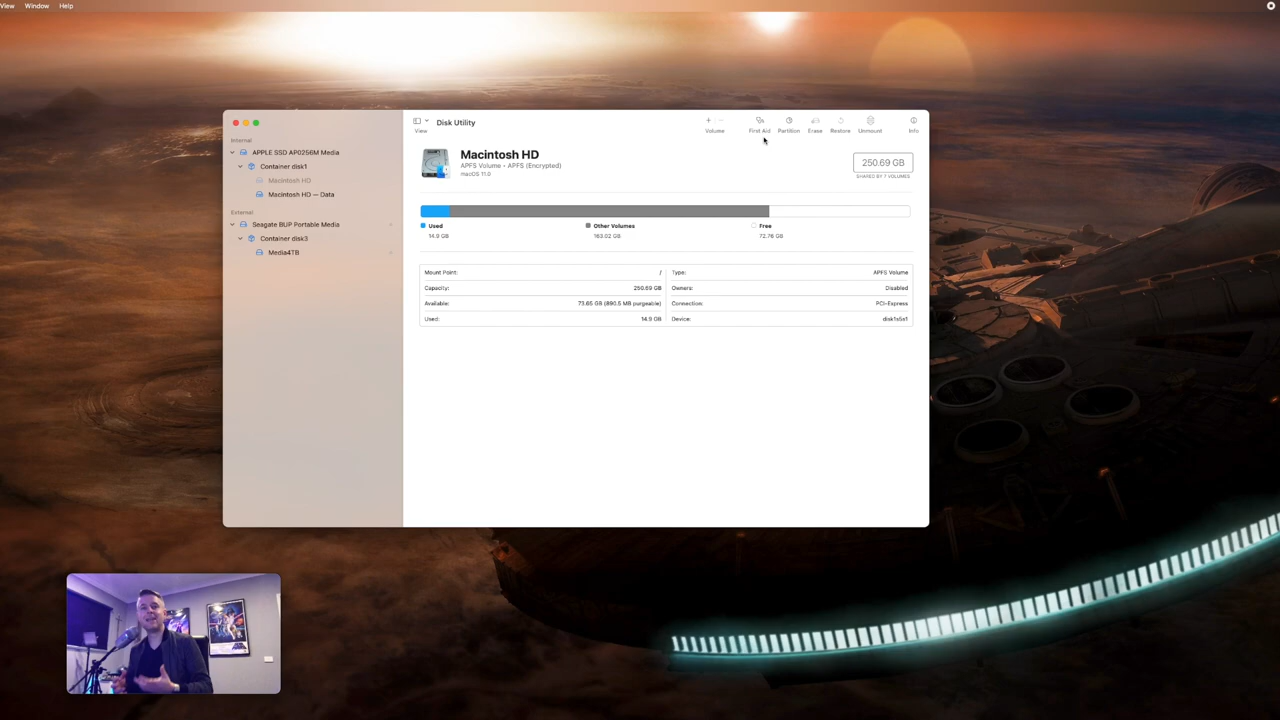 View Window Help
Disk Utility
View
Volume
First Aid
Partition
Erase
Restore
Unmount
Info
Internal
APPLE SSD AP0256M Media
Container disk1
Macintosh HD
Macintosh HD — Data
External
Seagate BUP Portable Media
Container disk3
Media4TB
Macintosh HD
APFS Volume • APFS (Encrypted)
macOS 11.0
250.69 GB
SHARED BY 7 VOLUMES
Used
14.9 GB
Other Volumes
163.02 GB
Free
72.76 GB
Mount Point: /
Capacity: 250.69 GB
Available: 73.65 GB (890.5 MB purgeable)
Used: 14.9 GB
Type: APFS Volume
Owners: Disabled
Connection: PCI-Express
Device: disk1s5s1